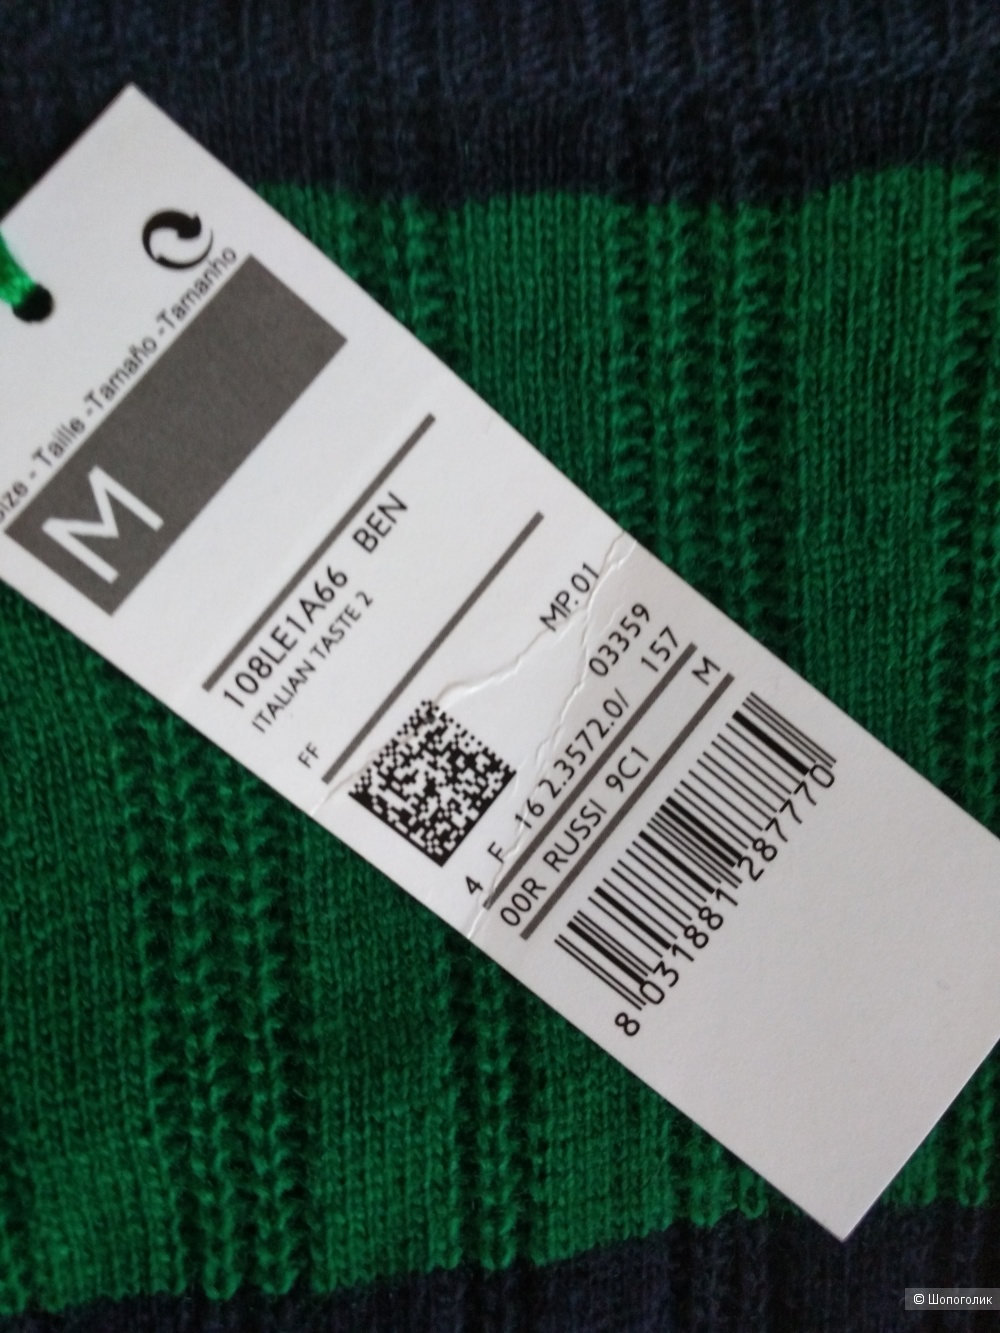 Size - Taille -Tamaño -Tamanho
M
108LE1A66 BEN
ITALIAN TASTE 2
FF
MP.01
03359
4 F 16 2.3572.0/ 157
00R RUSSI 9C1 M
8 031881 287770
© Шопоголик